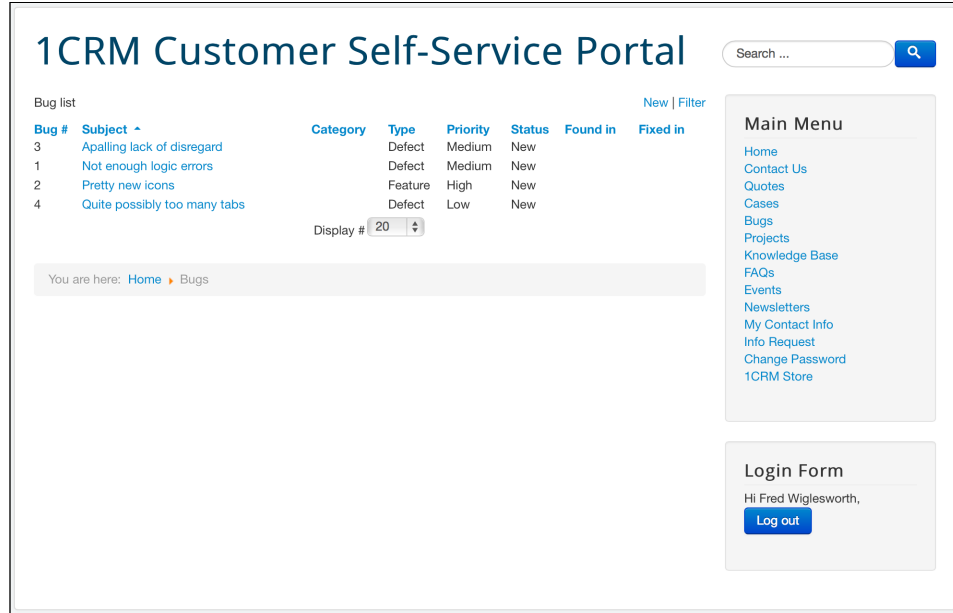 1CRM Customer Self-Service Portal
Search ...
Bug list
New | Filter
Bug # Subject Category Type Priority Status Found in Fixed in
3 Apalling lack of disregard Defect Medium New
1 Not enough logic errors Defect Medium New
2 Pretty new icons Feature High New
4 Quite possibly too many tabs Defect Low New
Display # 20
You are here: Home Bugs
Main Menu
Home
Contact Us
Quotes
Cases
Bugs
Projects
Knowledge Base
FAQs
Events
Newsletters
My Contact Info
Info Request
Change Password
1CRM Store
Login Form
Hi Fred Wiglesworth,
Log out